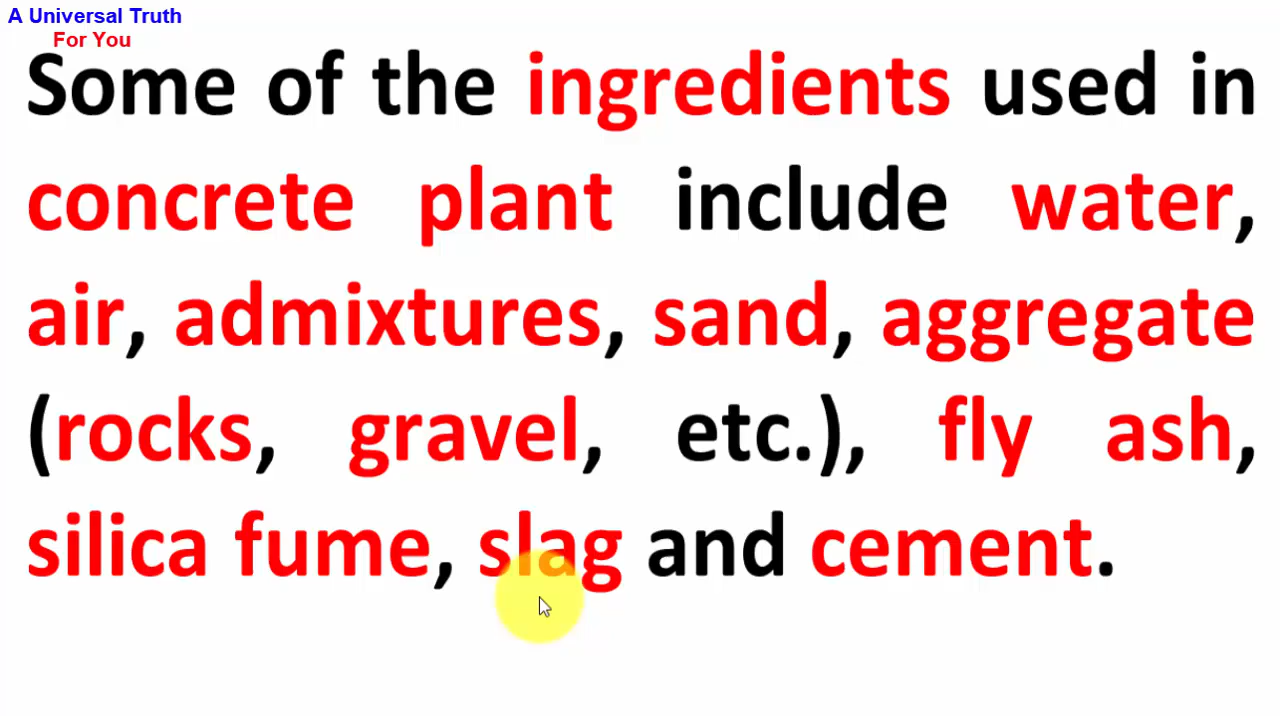 A Universal Truth
For You
Some of the ingredients used in
concrete plant include water,
air, admixtures, sand, aggregate
(rocks, gravel, etc.), fly ash,
silica fume, slag and cement.